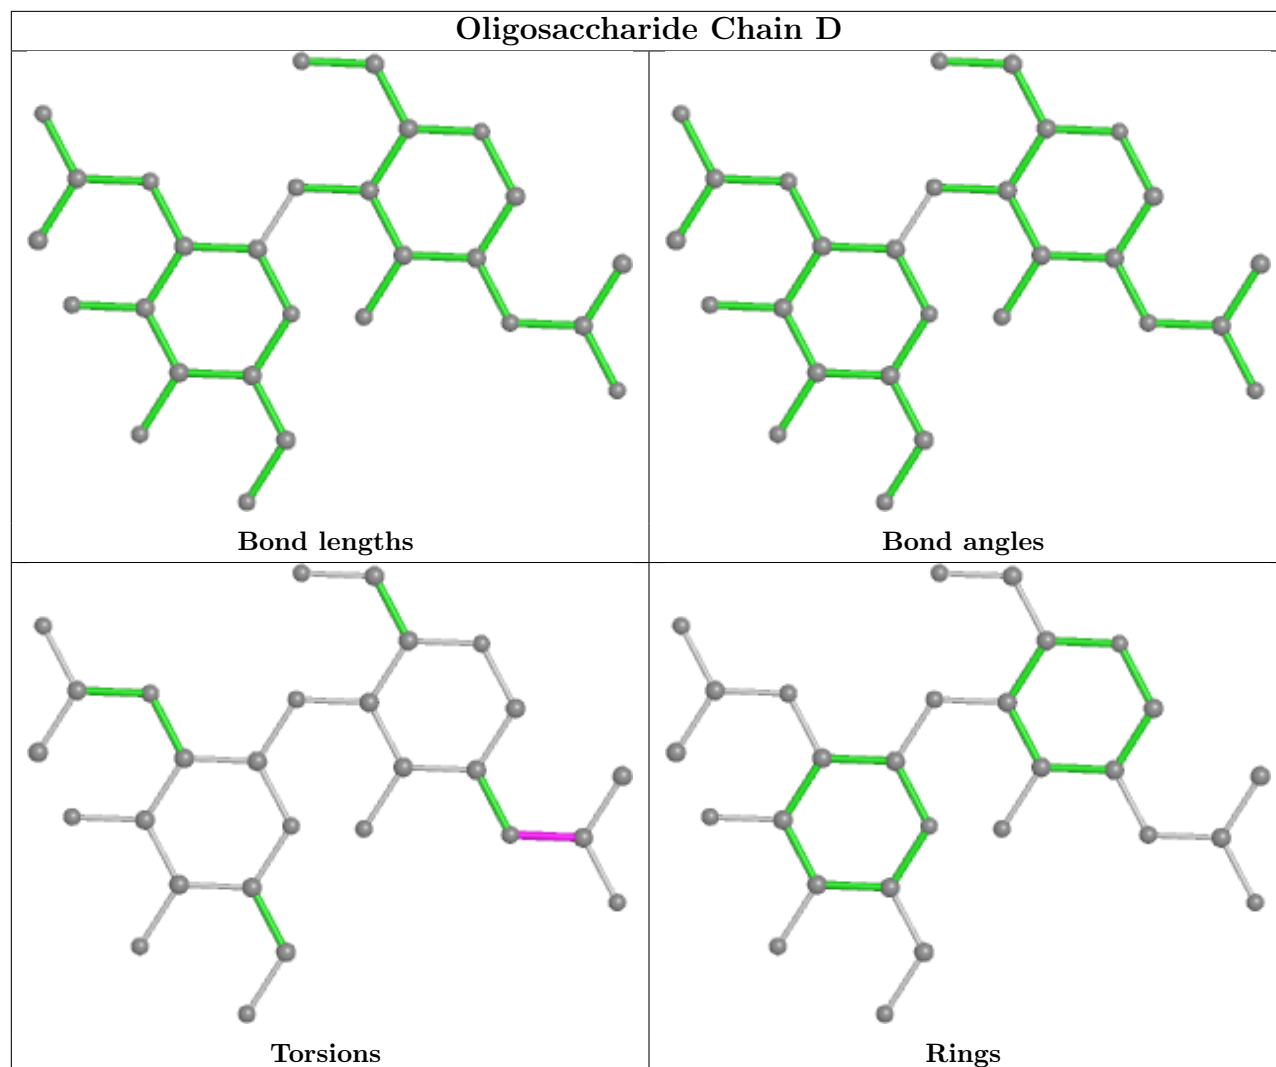 Oligosaccharide Chain D
Bond lengths
Bond angles
Torsions
Rings